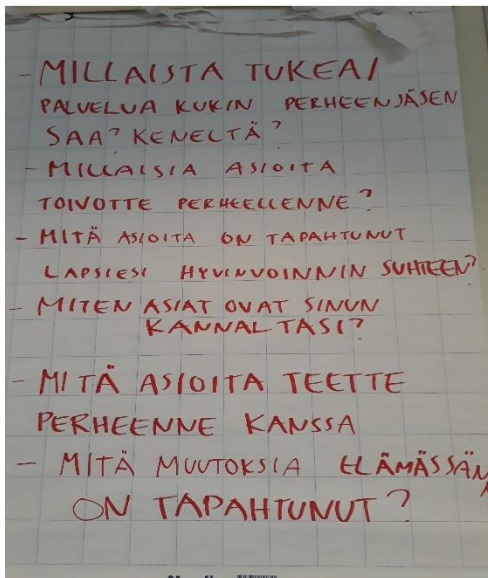 - MILLAISTA TUKEA/
PALVELUA KUKIN PERHEENJÄSEN
SAA? KENELTÄ?
- MILLAISIA ASIOITA
TOIVOTTE PERHEELLENNE?
- MITÄ ASIOITA ON TAPAHTUNUT
LAPSIESI HYVINVOINNIN SUHTEEN?
- MITEN ASIAT OVAT SINUN
KANNALTASI?
- MITÄ ASIOITA TEETTE
PERHEENNE KANSSA
- MITÄ MUUTOKSIA
ON TAPAHTUNUT?